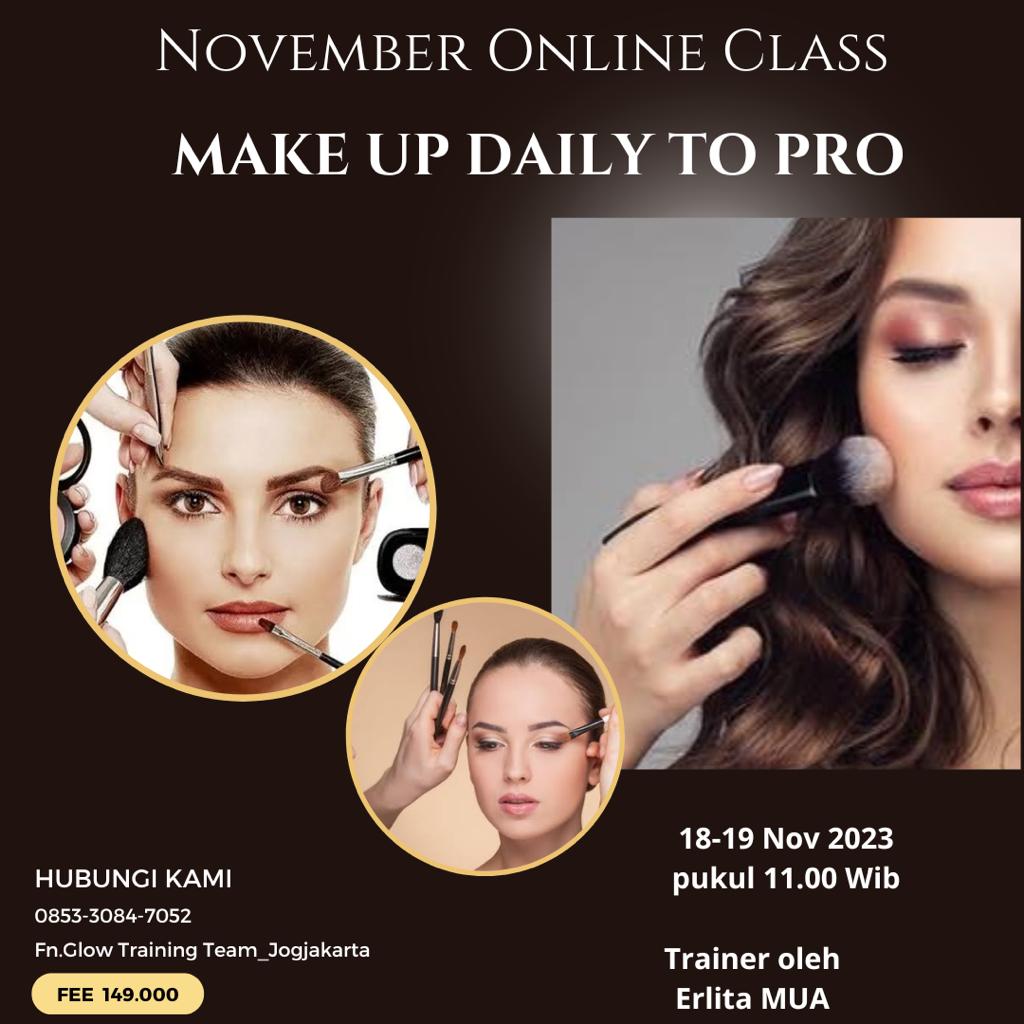 November Online Class
MAKE UP DAILY TO PRO
18-19 Nov 2023
pukul 11.00 Wib
HUBUNGI KAMI
0853-3084-7052
Fn.Glow Training Team_Jogjakarta
FEE 149.000
Trainer oleh
Erlita MUA